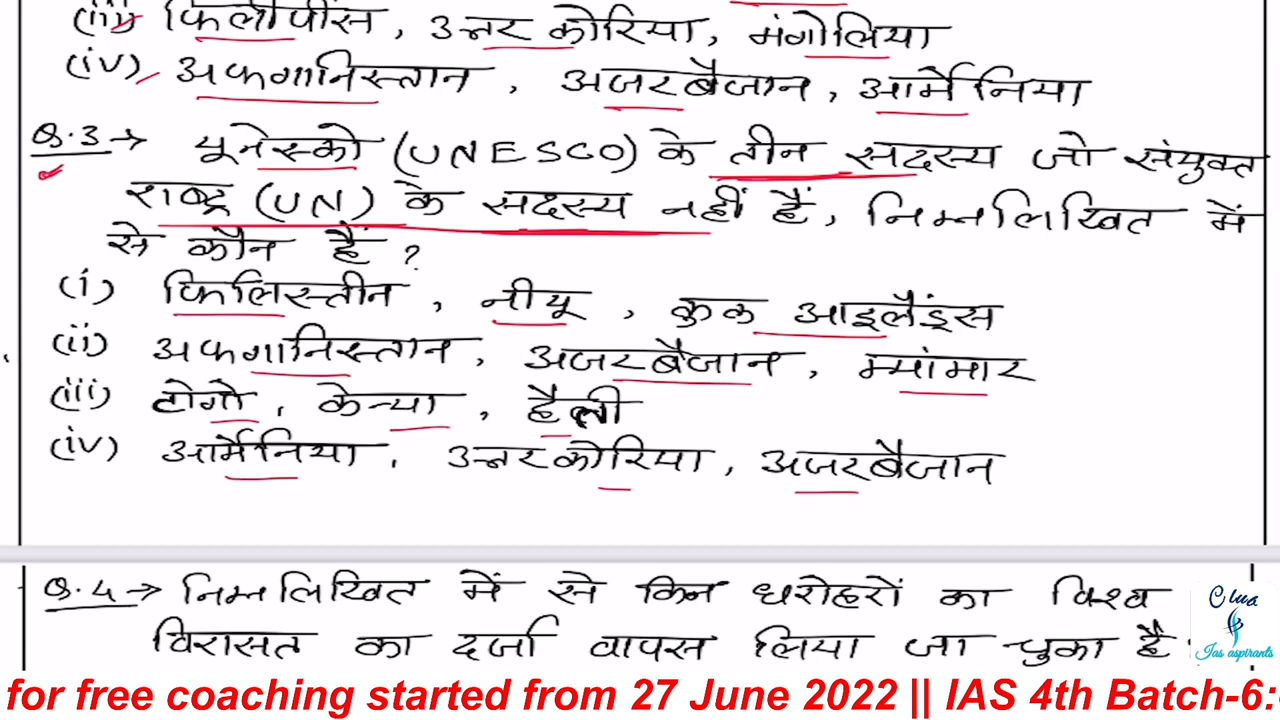 (iii) फिलीपींस, उत्तर कोरिया, मंगोलिया
(iv) अफगानिस्तान, अजरबैजान, आर्मेनिया
Q.3→ यूनेस्को (UNESCO) के तीन सदस्य जो संयुक्त
राष्ट्र (UN) के सदस्य नहीं हैं, निम्नलिखित में
से कौन हैं?
(i) फिलिस्तीन, नीयू, कुक आइलैंड्स
(ii) अफगानिस्तान, अजरबैजान, म्यांमार
(iii) टोगो, केन्या, हैती
(iv) आर्मेनिया, उत्तर कोरिया, अजरबैजान
Q.4→ निम्नलिखित में से किन धरोहरों का विश्व
विरासत का दर्जा वापस लिया जा चुका है
Clue
Ias aspirants
for free coaching started from 27 June 2022 || IAS 4th Batch-6: